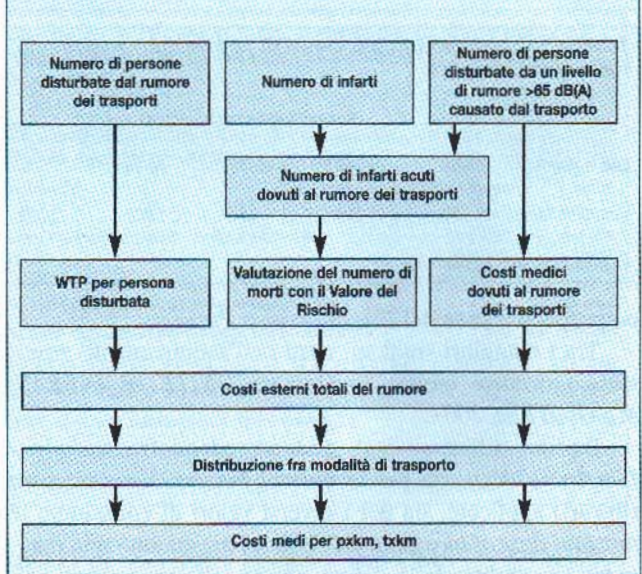 Numero di persone
disturbate dal rumore
dei trasporti
Numero di infarti
Numero di persone
disturbate da un livello
di rumore >65 dB(A)
causato dal trasporto
Numero di infarti acuti
dovuti al rumore dei trasporti
WTP per persona
disturbata
Valutazione del numero di
morti con il Valore del
Rischio
Costi medici
dovuti al rumore
dei trasporti
Costi esterni totali del rumore
Distribuzione fra modalità di trasporto
Costi medi per pxkm, txkm